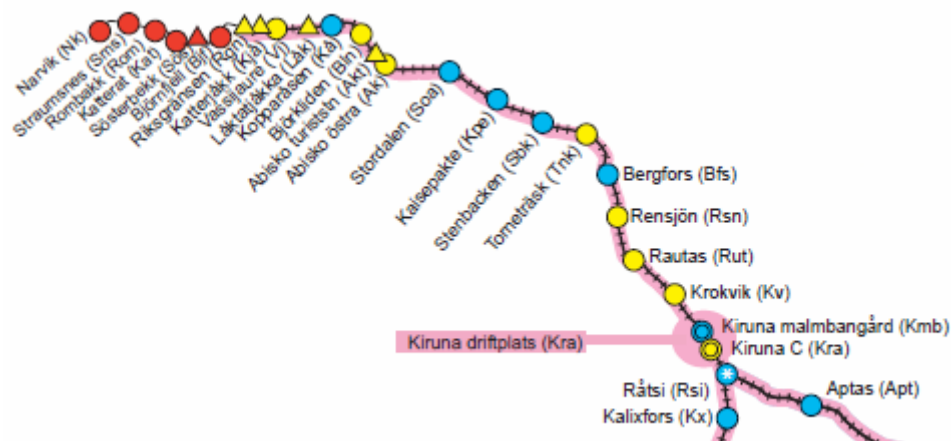 Narvik (Nk)
Straumsnes (Sms)
Rombakk (Rom)
Katterat (Kat)
Sösterbekk (Sös)
Björnfjell (Bjf)
Riksgränsen (Rgn)
Katterjåkk (Kjå)
Vassijaure (Vj)
Låktatjåkka (Låk)
Kopparåsen (Kå)
Björkliden (Bln)
Abisko turiststn (Akt)
Abisko östra (Ak)
Stordalen (Soa)
Kaisepakte (Kpe)
Stenbacken (Sbk)
Torneträsk (Tnk)
Bergfors (Bfs)
Rensjön (Rsn)
Rautas (Rut)
Krokvik (Kv)
Kiruna malmbangård (Kmb)
Kiruna driftplats (Kra)
Kiruna C (Kra)
Råtsi (Rsi)
Aptas (Apt)
Kalixfors (Kx)